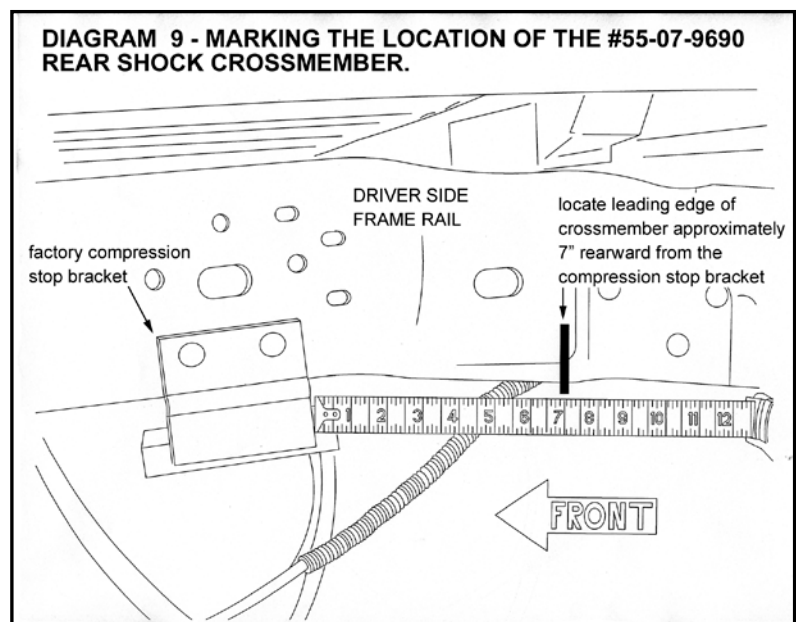 DIAGRAM 9 - MARKING THE LOCATION OF THE #55-07-9690
REAR SHOCK CROSSMEMBER.
DRIVER SIDE
FRAME RAIL
locate leading edge of
crossmember approximately
7" rearward from the
compression stop bracket
factory compression
stop bracket
1 2 3 4 5 6 7 8 9 10 11 12
FRONT